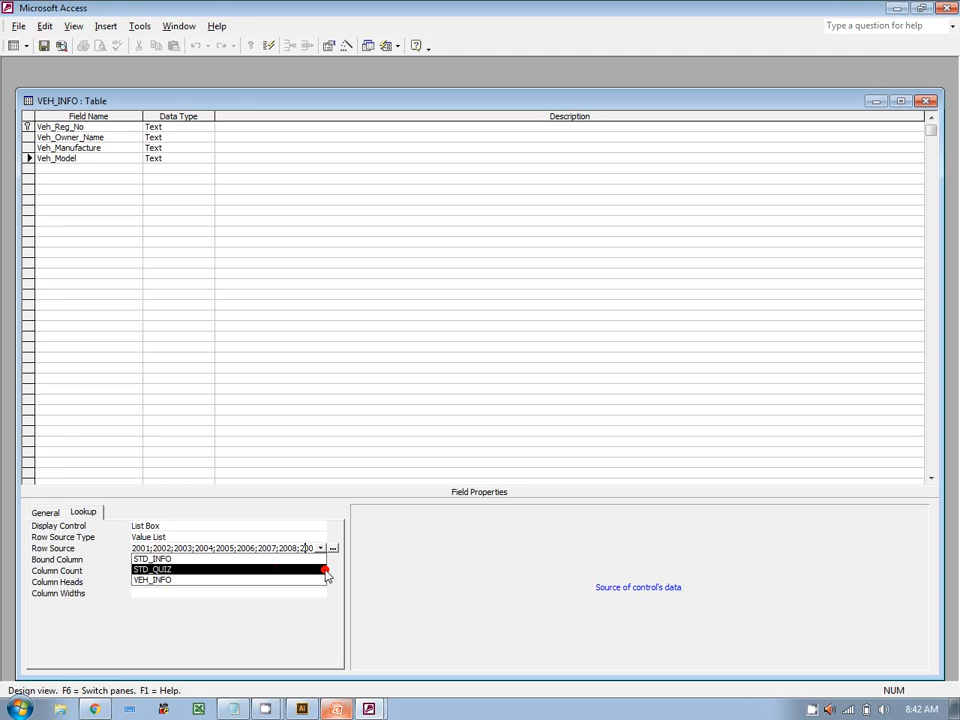 Microsoft Access
File Edit View Insert Tools Window Help
Type a question for help
VEH_INFO : Table
Field Name Data Type Description
Veh_Reg_No Text
Veh_Owner_Name Text
Veh_Manufacture Text
Veh_Model Text
Field Properties
General Lookup
Display Control List Box
Row Source Type Value List
Row Source 2001;2002;2003;2004;2005;2006;2007;2008;200
Bound Column STD_INFO
Column Count STD_QUIZ
Column Heads VEH_INFO
Column Widths
Source of control's data
Design view. F6 = Switch panes. F1 = Help.
NUM
8:42 AM